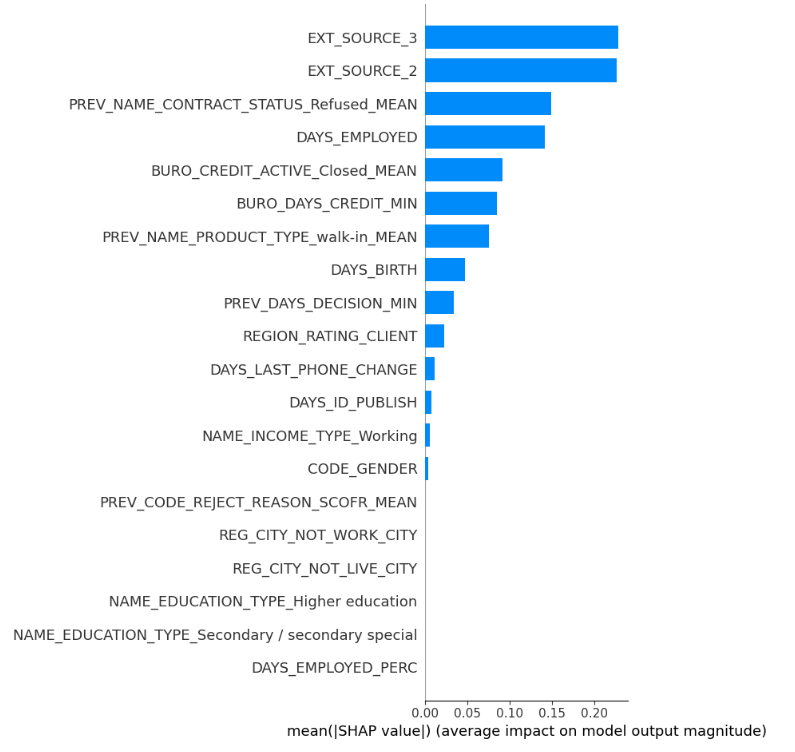 EXT_SOURCE_3
EXT_SOURCE_2
PREV_NAME_CONTRACT_STATUS_Refused_MEAN
DAYS_EMPLOYED
BURO_CREDIT_ACTIVE_Closed_MEAN
BURO_DAYS_CREDIT_MIN
PREV_NAME_PRODUCT_TYPE_walk-in_MEAN
DAYS_BIRTH
PREV_DAYS_DECISION_MIN
REGION_RATING_CLIENT
DAYS_LAST_PHONE_CHANGE
DAYS_ID_PUBLISH
NAME_INCOME_TYPE_Working
CODE_GENDER
PREV_CODE_REJECT_REASON_SCOFR_MEAN
REG_CITY_NOT_WORK_CITY
REG_CITY_NOT_LIVE_CITY
NAME_EDUCATION_TYPE_Higher education
NAME_EDUCATION_TYPE_Secondary / secondary special
DAYS_EMPLOYED_PERC
0.00 0.05 0.10 0.15 0.20
mean(|SHAP value|) (average impact on model output magnitude)